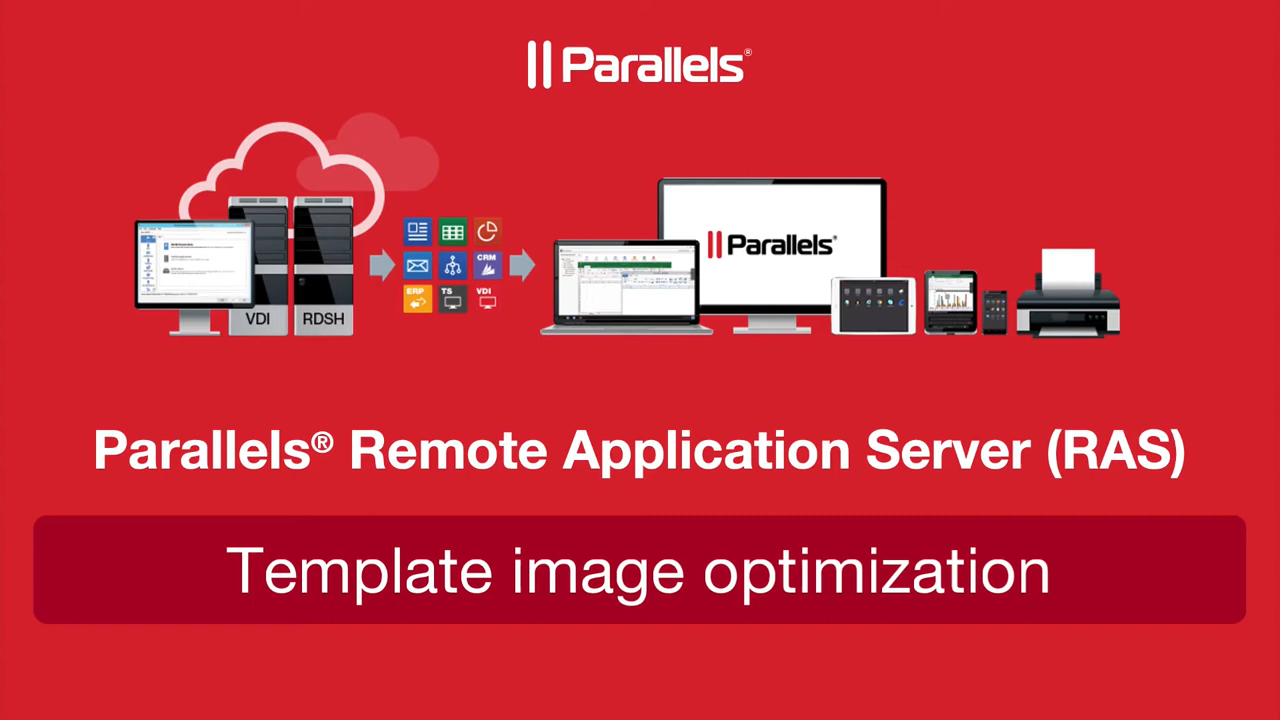 Parallels®
CRM
ERP
TS
VDI
VDI
RDSH
Parallels®
Parallels® Remote Application Server (RAS)
Template image optimization